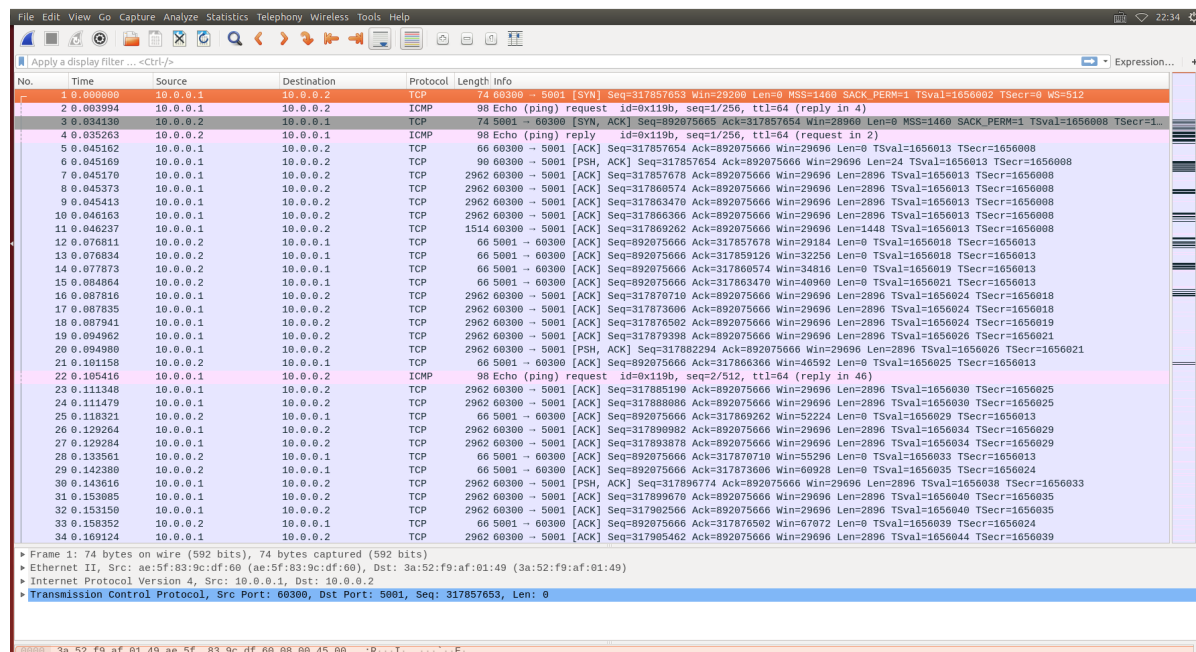 File Edit View Go Capture Analyze Statistics Telephony Wireless Tools Help 22:34
Apply a display filter ... <Ctrl-/> Expression... +
No. Time Source Destination Protocol Length Info
1 0.000000 10.0.0.1 10.0.0.2 TCP 74 60300 → 5001 [SYN] Seq=317857653 Win=29200 Len=0 MSS=1460 SACK_PERM=1 TSval=1656002 TSecr=0 WS=512
2 0.003994 10.0.0.1 10.0.0.2 ICMP 98 Echo (ping) request id=0x119b, seq=1/256, ttl=64 (reply in 4)
3 0.034130 10.0.0.2 10.0.0.1 TCP 74 5001 → 60300 [SYN, ACK] Seq=892075665 Ack=317857654 Win=28960 Len=0 MSS=1460 SACK_PERM=1 TSval=1656008 TSecr=1...
4 0.035263 10.0.0.2 10.0.0.1 ICMP 98 Echo (ping) reply id=0x119b, seq=1/256, ttl=64 (request in 2)
5 0.045162 10.0.0.1 10.0.0.2 TCP 66 60300 → 5001 [ACK] Seq=317857654 Ack=892075666 Win=29696 Len=0 TSval=1656013 TSecr=1656008
6 0.045169 10.0.0.1 10.0.0.2 TCP 90 60300 → 5001 [PSH, ACK] Seq=317857654 Ack=892075666 Win=29696 Len=24 TSval=1656013 TSecr=1656008
7 0.045170 10.0.0.1 10.0.0.2 TCP 2962 60300 → 5001 [ACK] Seq=317857678 Ack=892075666 Win=29696 Len=2896 TSval=1656013 TSecr=1656008
8 0.045373 10.0.0.1 10.0.0.2 TCP 2962 60300 → 5001 [ACK] Seq=317860574 Ack=892075666 Win=29696 Len=2896 TSval=1656013 TSecr=1656008
9 0.045413 10.0.0.1 10.0.0.2 TCP 2962 60300 → 5001 [ACK] Seq=317863470 Ack=892075666 Win=29696 Len=2896 TSval=1656013 TSecr=1656008
10 0.046163 10.0.0.1 10.0.0.2 TCP 2962 60300 → 5001 [ACK] Seq=317866366 Ack=892075666 Win=29696 Len=2896 TSval=1656013 TSecr=1656008
11 0.046237 10.0.0.1 10.0.0.2 TCP 1514 60300 → 5001 [ACK] Seq=317869262 Ack=892075666 Win=29696 Len=1448 TSval=1656013 TSecr=1656008
12 0.076811 10.0.0.2 10.0.0.1 TCP 66 5001 → 60300 [ACK] Seq=892075666 Ack=317857678 Win=29184 Len=0 TSval=1656018 TSecr=1656013
13 0.076834 10.0.0.2 10.0.0.1 TCP 66 5001 → 60300 [ACK] Seq=892075666 Ack=317859126 Win=32256 Len=0 TSval=1656018 TSecr=1656013
14 0.077873 10.0.0.2 10.0.0.1 TCP 66 5001 → 60300 [ACK] Seq=892075666 Ack=317860574 Win=34816 Len=0 TSval=1656019 TSecr=1656013
15 0.084864 10.0.0.2 10.0.0.1 TCP 66 5001 → 60300 [ACK] Seq=892075666 Ack=317863470 Win=40960 Len=0 TSval=1656021 TSecr=1656013
16 0.087816 10.0.0.1 10.0.0.2 TCP 2962 60300 → 5001 [ACK] Seq=317870710 Ack=892075666 Win=29696 Len=2896 TSval=1656024 TSecr=1656018
17 0.087835 10.0.0.1 10.0.0.2 TCP 2962 60300 → 5001 [ACK] Seq=317873606 Ack=892075666 Win=29696 Len=2896 TSval=1656024 TSecr=1656018
18 0.087941 10.0.0.1 10.0.0.2 TCP 2962 60300 → 5001 [ACK] Seq=317876502 Ack=892075666 Win=29696 Len=2896 TSval=1656024 TSecr=1656019
19 0.094962 10.0.0.1 10.0.0.2 TCP 2962 60300 → 5001 [ACK] Seq=317879398 Ack=892075666 Win=29696 Len=2896 TSval=1656026 TSecr=1656021
20 0.094980 10.0.0.1 10.0.0.2 TCP 2962 60300 → 5001 [PSH, ACK] Seq=317882294 Ack=892075666 Win=29696 Len=2896 TSval=1656026 TSecr=1656021
21 0.101158 10.0.0.2 10.0.0.1 TCP 66 5001 → 60300 [ACK] Seq=892075666 Ack=317866366 Win=46592 Len=0 TSval=1656025 TSecr=1656013
22 0.105416 10.0.0.1 10.0.0.2 ICMP 98 Echo (ping) request id=0x119b, seq=2/512, ttl=64 (reply in 46)
23 0.111348 10.0.0.1 10.0.0.2 TCP 2962 60300 → 5001 [ACK] Seq=317885190 Ack=892075666 Win=29696 Len=2896 TSval=1656030 TSecr=1656025
24 0.111479 10.0.0.1 10.0.0.2 TCP 2962 60300 → 5001 [ACK] Seq=317888086 Ack=892075666 Win=29696 Len=2896 TSval=1656030 TSecr=1656025
25 0.118321 10.0.0.2 10.0.0.1 TCP 66 5001 → 60300 [ACK] Seq=892075666 Ack=317869262 Win=52224 Len=0 TSval=1656029 TSecr=1656013
26 0.129264 10.0.0.1 10.0.0.2 TCP 2962 60300 → 5001 [ACK] Seq=317890982 Ack=892075666 Win=29696 Len=2896 TSval=1656034 TSecr=1656029
27 0.129284 10.0.0.1 10.0.0.2 TCP 2962 60300 → 5001 [ACK] Seq=317893878 Ack=892075666 Win=29696 Len=2896 TSval=1656034 TSecr=1656029
28 0.133561 10.0.0.2 10.0.0.1 TCP 66 5001 → 60300 [ACK] Seq=892075666 Ack=317870710 Win=55296 Len=0 TSval=1656033 TSecr=1656013
29 0.142380 10.0.0.2 10.0.0.1 TCP 66 5001 → 60300 [ACK] Seq=892075666 Ack=317873606 Win=60928 Len=0 TSval=1656035 TSecr=1656024
30 0.143616 10.0.0.1 10.0.0.2 TCP 2962 60300 → 5001 [PSH, ACK] Seq=317896774 Ack=892075666 Win=29696 Len=2896 TSval=1656038 TSecr=1656033
31 0.153085 10.0.0.1 10.0.0.2 TCP 2962 60300 → 5001 [ACK] Seq=317899670 Ack=892075666 Win=29696 Len=2896 TSval=1656040 TSecr=1656035
32 0.153150 10.0.0.1 10.0.0.2 TCP 2962 60300 → 5001 [ACK] Seq=317902566 Ack=892075666 Win=29696 Len=2896 TSval=1656040 TSecr=1656035
33 0.158352 10.0.0.2 10.0.0.1 TCP 66 5001 → 60300 [ACK] Seq=892075666 Ack=317876502 Win=67072 Len=0 TSval=1656039 TSecr=1656024
34 0.169124 10.0.0.1 10.0.0.2 TCP 2962 60300 → 5001 [ACK] Seq=317905462 Ack=892075666 Win=29696 Len=2896 TSval=1656044 TSecr=1656039
Frame 1: 74 bytes on wire (592 bits), 74 bytes captured (592 bits)
Ethernet II, Src: ae:5f:83:9c:df:60 (ae:5f:83:9c:df:60), Dst: 3a:52:f9:af:01:49 (3a:52:f9:af:01:49)
Internet Protocol Version 4, Src: 10.0.0.1, Dst: 10.0.0.2
Transmission Control Protocol, Src Port: 60300, Dst Port: 5001, Seq: 317857653, Len: 0
0000 3a 52 f9 af 01 49 ae 5f 83 9c df 60 08 00 45 00